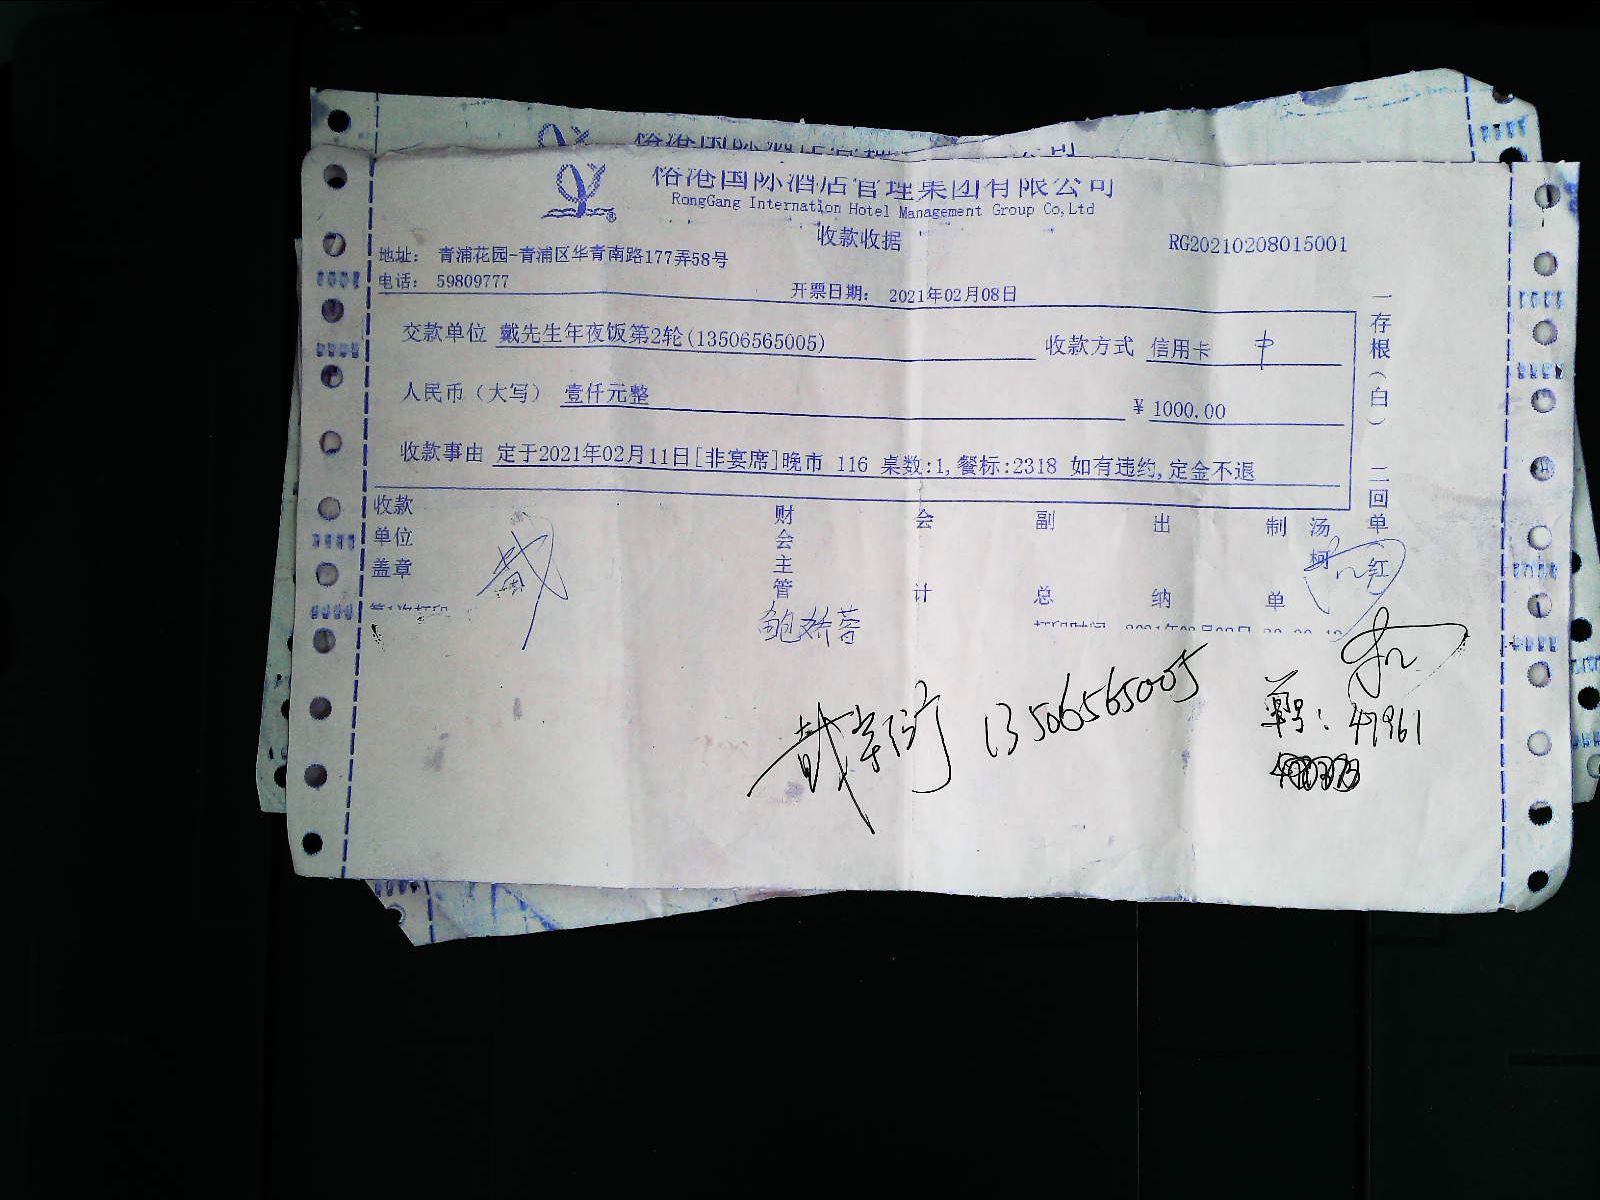 国际酒店管理集团有限公司
RongGang Internation Hotel Management Group Co,Ltd
收款收据
RG20210208015001
地址： 青浦花园-青浦区华青南路177弄58号
电话： 59809777
开票日期： 2021年02月08日
交款单位 戴先生年夜饭第2轮(13506565005) 收款方式 信用卡 中
人民币（大写） 壹仟元整 ¥ 1000.00
收款事由 定于2021年02月11日[非宴席]晚市 116 桌数:1,餐标:2318 如有违约,定金不退
一存根（白） 二回单
收款单位盖章 戴
财会主管
会计
副总
出纳
制单 汤柯红
13506565005
单号：47961